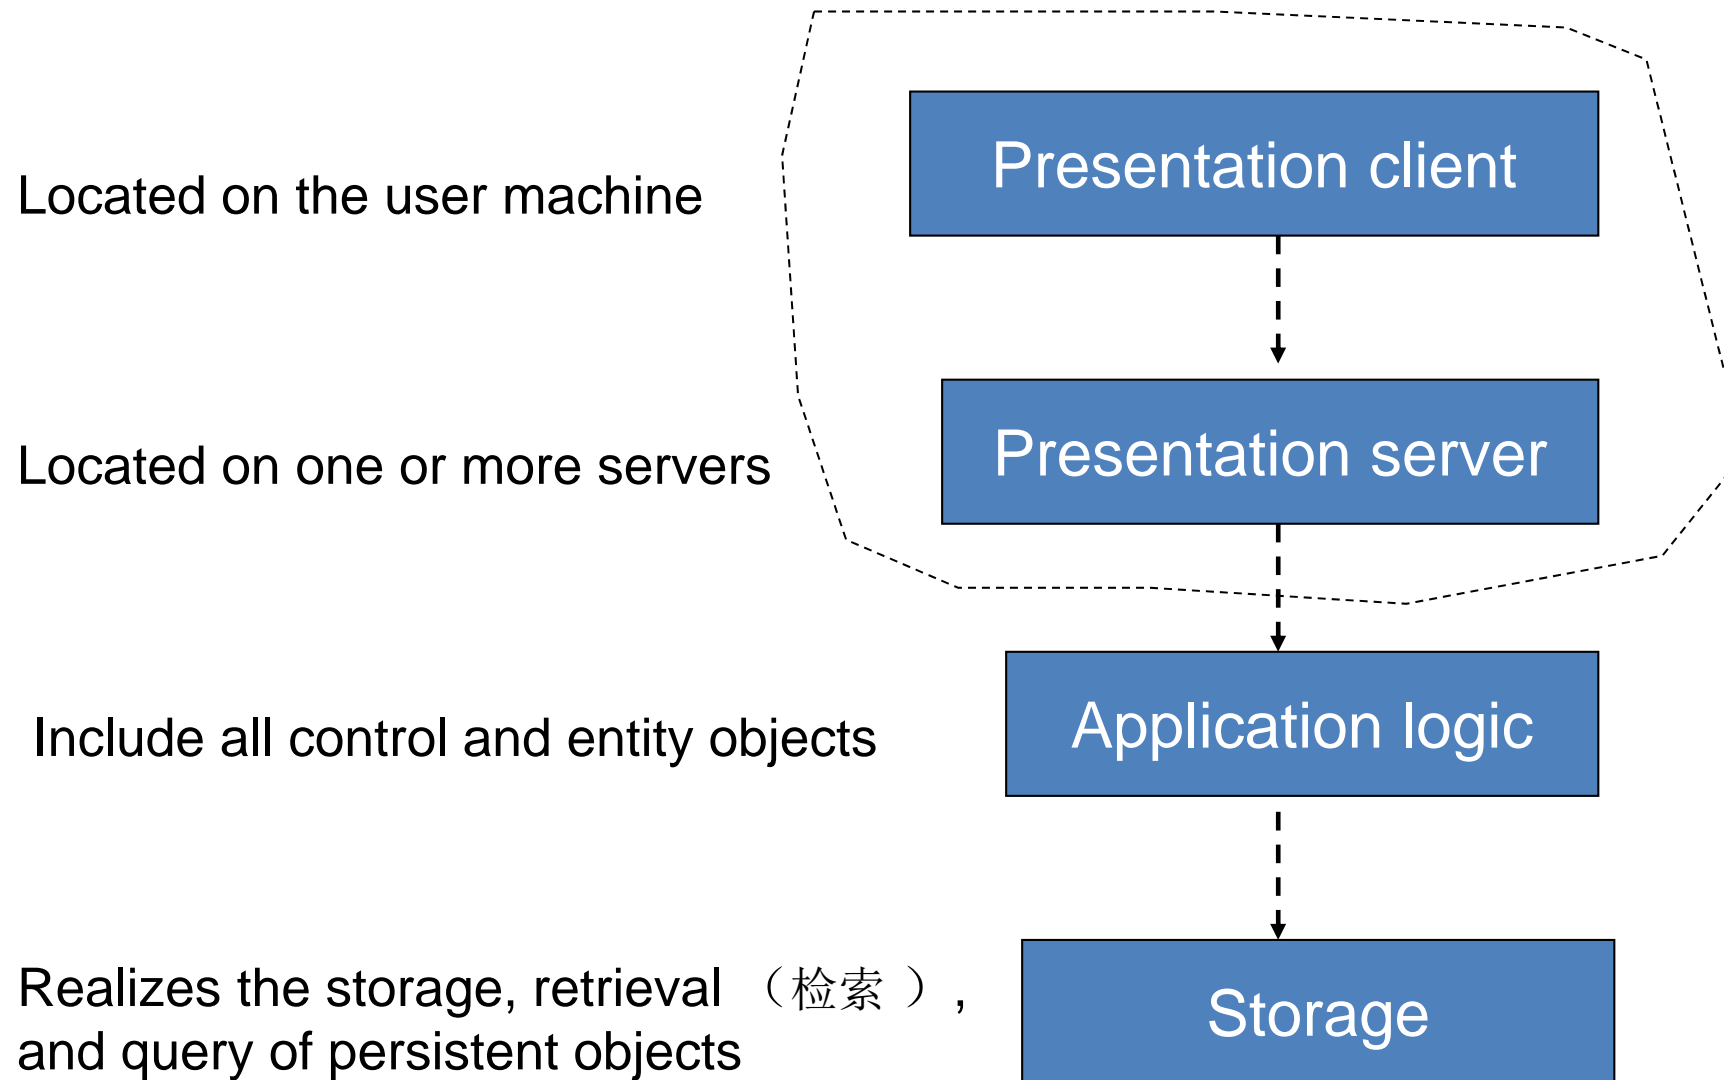 Presentation client
Located on the user machine
Presentation server
Located on one or more servers
Application logic
Include all control and entity objects
Realizes the storage, retrieval （检索 ）,
and query of persistent objects
Storage